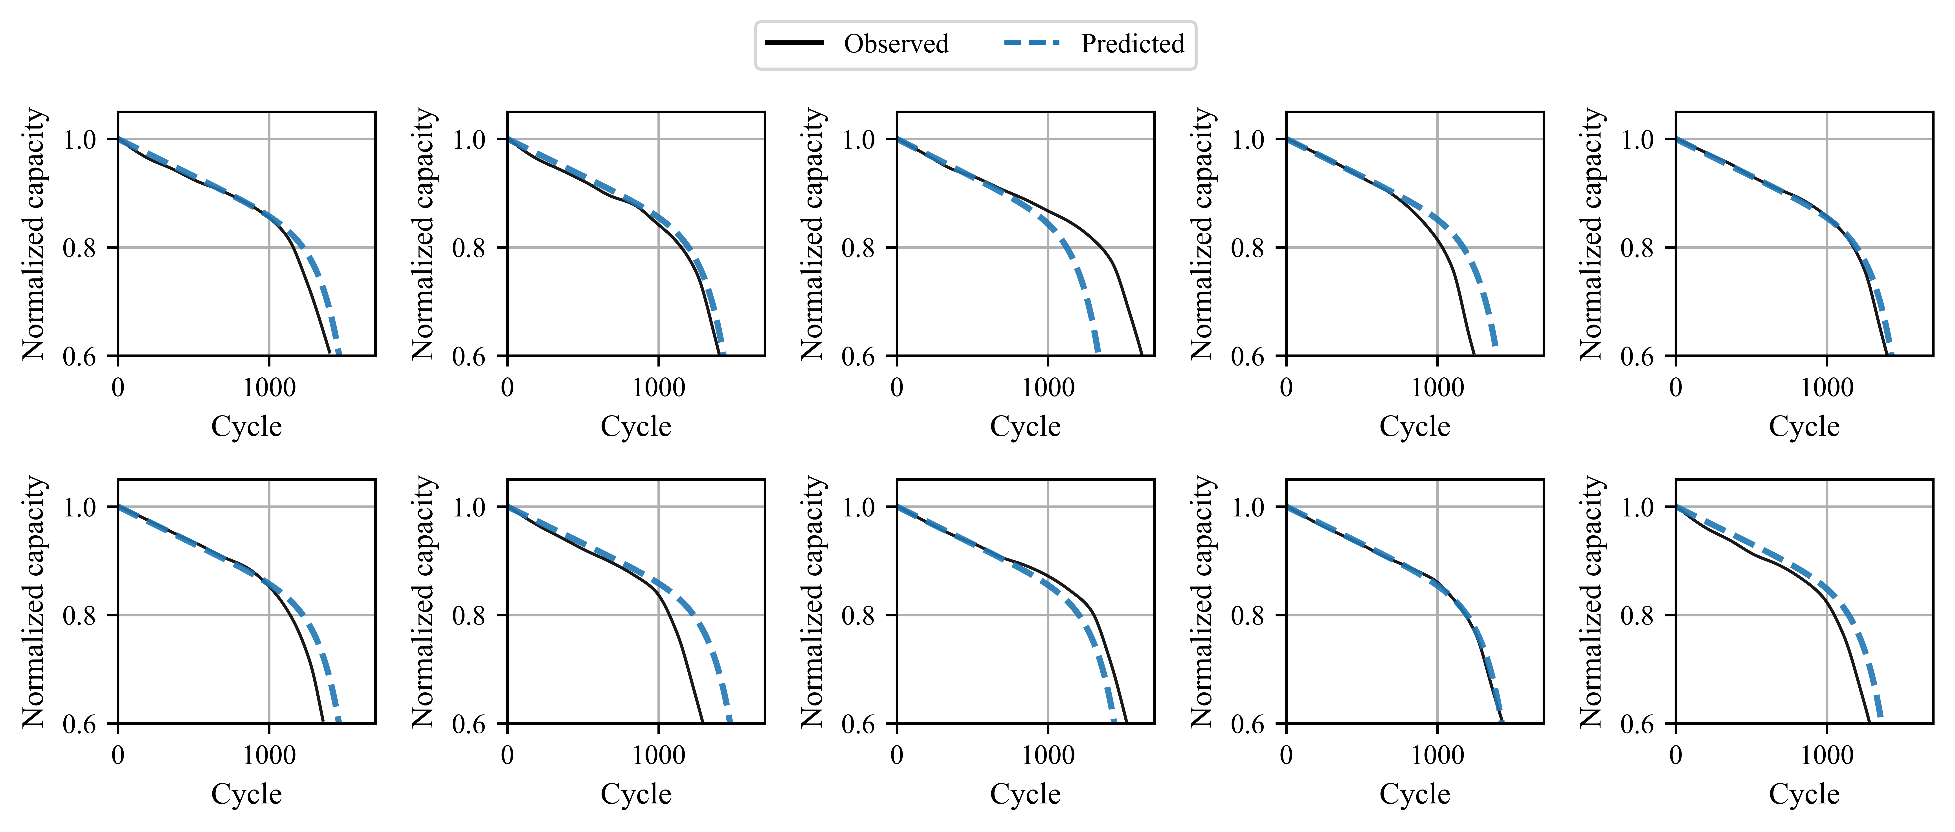 Observed Predicted
Normalized capacity Normalized capacity Normalized capacity Normalized capacity Normalized capacity
1.0 1.0 1.0 1.0 1.0
0.8 0.8 0.8 0.8 0.8
0.6 0.6 0.6 0.6 0.6
0 1000 0 1000 0 1000 0 1000 0 1000
Cycle Cycle Cycle Cycle Cycle
Normalized capacity Normalized capacity Normalized capacity Normalized capacity Normalized capacity
1.0 1.0 1.0 1.0 1.0
0.8 0.8 0.8 0.8 0.8
0.6 0.6 0.6 0.6 0.6
0 1000 0 1000 0 1000 0 1000 0 1000
Cycle Cycle Cycle Cycle Cycle